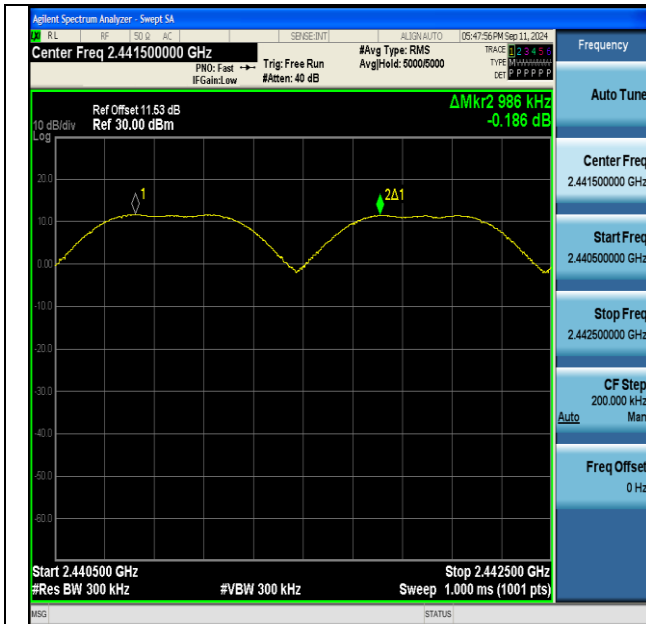 Agilent Spectrum Analyzer - Swept SA
RL RF 50 Ω AC SENSE:INT ALIGN AUTO 05:47:56 PM Sep 11, 2024
Center Freq 2.441500000 GHz
PNO: Fast
IFGain:Low
Trig: Free Run
#Atten: 40 dB
#Avg Type: RMS
Avg|Hold: 5000/5000
TRACE 1 2 3 4 5 6
TYPE M
DET P P P P P P
Ref Offset 11.53 dB
10 dB/div Ref 30.00 dBm
Log
ΔMkr2 986 kHz
-0.186 dB
20.0
10.0
0.00
-10.0
-20.0
-30.0
-40.0
-50.0
-60.0
1
2Δ1
Start 2.440500 GHz Stop 2.442500 GHz
#Res BW 300 kHz #VBW 300 kHz Sweep 1.000 ms (1001 pts)
MSG STATUS
Frequency
Auto Tune
Center Freq
2.441500000 GHz
Start Freq
2.440500000 GHz
Stop Freq
2.442500000 GHz
CF Step
200.000 kHz
Auto Man
Freq Offset
0 Hz